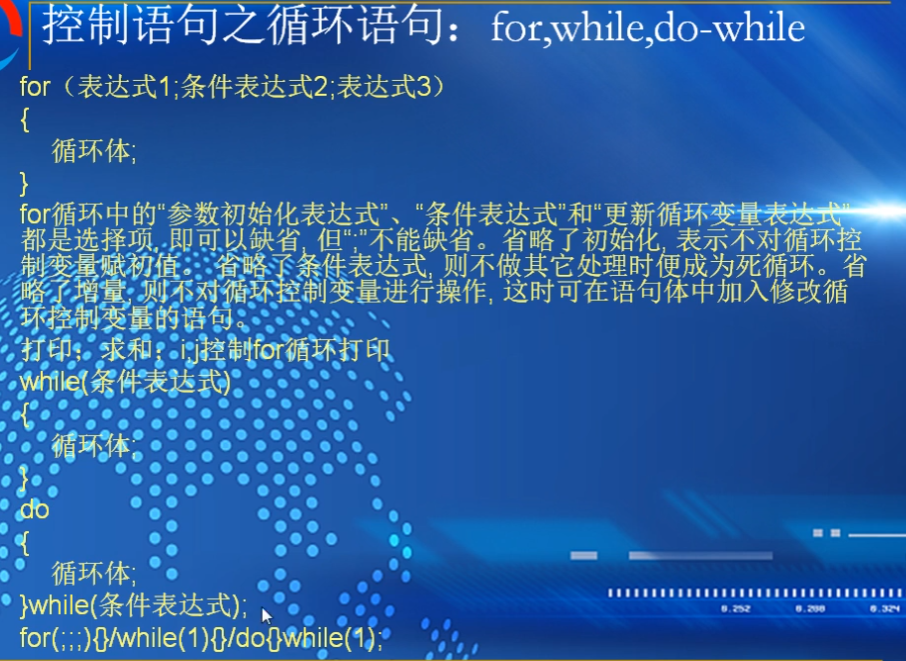 控制语句之循环语句：for,while,do-while
for（表达式1;条件表达式2;表达式3）
{
循环体;
}
for循环中的“参数初始化表达式”、“条件表达式”和“更新循环变量表达式”
都是选择项, 即可以缺省, 但“;”不能缺省。省略了初始化, 表示不对循环控
制变量赋初值。 省略了条件表达式, 则不做其它处理时便成为死循环。省
略了增量, 则不对循环控制变量进行操作, 这时可在语句体中加入修改循
环控制变量的语句。
打印；求和；i,j控制for循环打印
while(条件表达式)
{
循环体;
}
do
{
循环体;
}while(条件表达式);
for(;;;){}/while(1){}/do{}while(1);
0.252 0.288 0.324